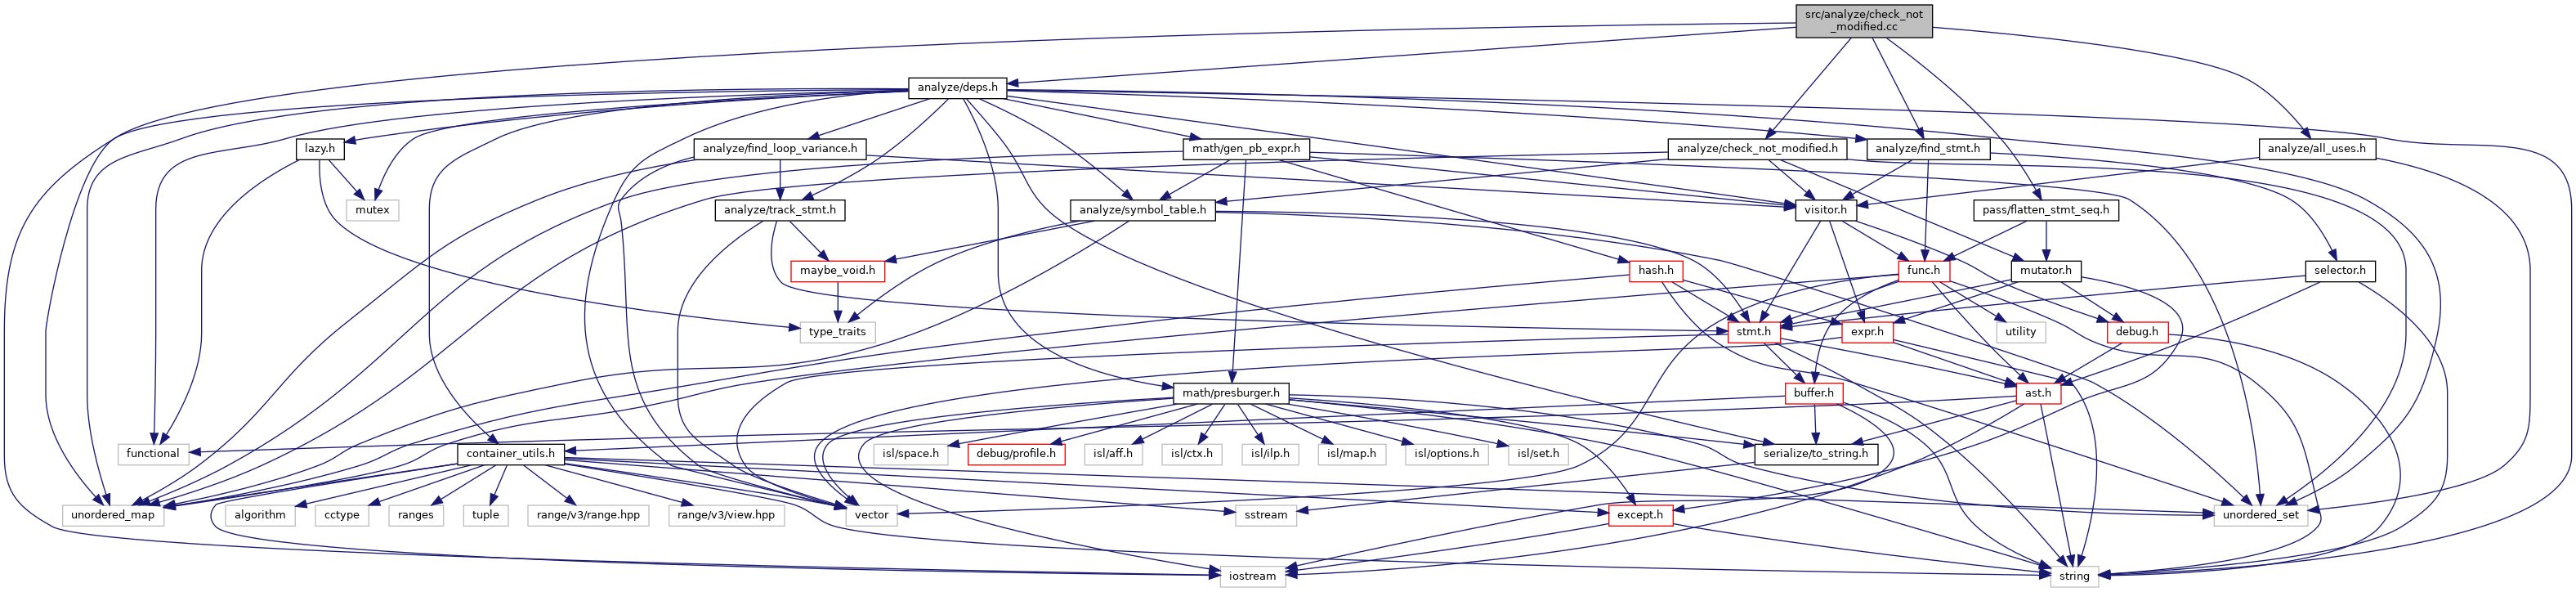 src/analyze/check_not
_modified.cc
analyze/deps.h
lazy.h
analyze/find_loop_variance.h
math/gen_pb_expr.h
analyze/check_not_modified.h
analyze/find_stmt.h
analyze/all_uses.h
mutex
analyze/track_stmt.h
analyze/symbol_table.h
visitor.h
pass/flatten_stmt_seq.h
maybe_void.h
hash.h
func.h
mutator.h
selector.h
type_traits
stmt.h
expr.h
utility
debug.h
math/presburger.h
buffer.h
ast.h
functional
container_utils.h
isl/space.h
debug/profile.h
isl/aff.h
isl/ctx.h
isl/ilp.h
isl/map.h
isl/options.h
isl/set.h
serialize/to_string.h
unordered_map
algorithm
cctype
ranges
tuple
range/v3/range.hpp
range/v3/view.hpp
vector
sstream
except.h
unordered_set
iostream
string